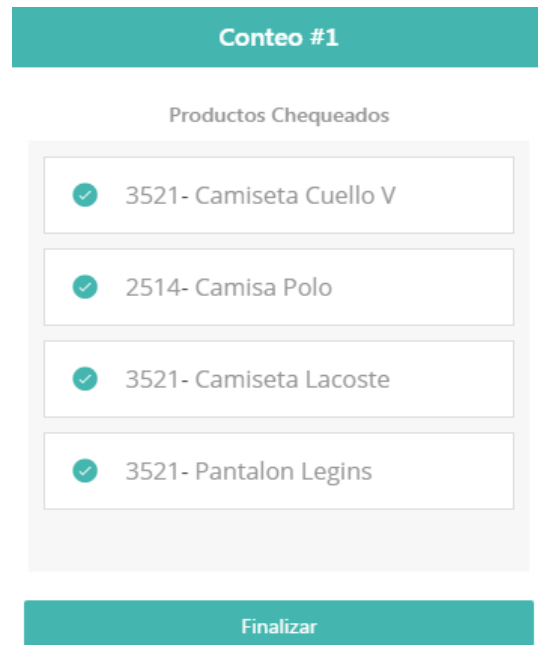 Conteo #1
Productos Chequeados
3521- Camiseta Cuello V
2514- Camisa Polo
3521- Camiseta Lacoste
3521- Pantalon Legins
Finalizar